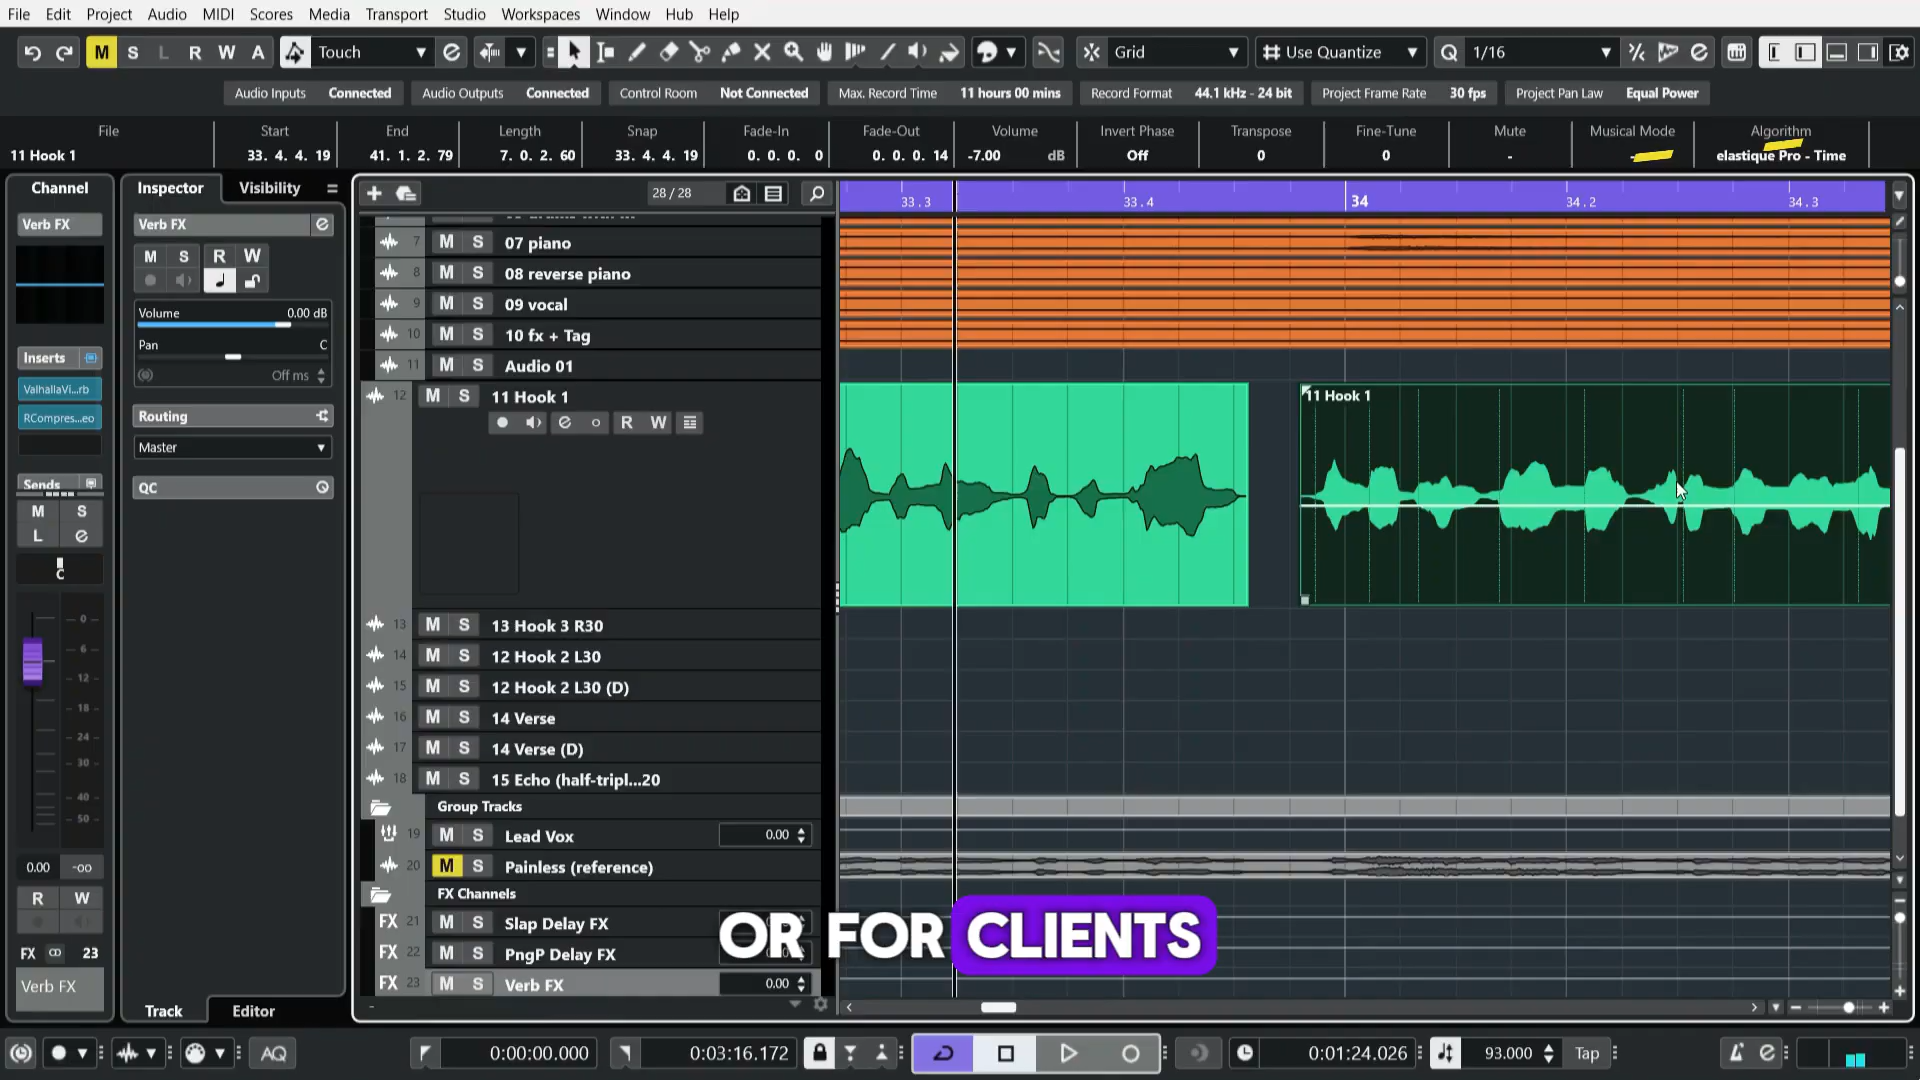 File Edit Project Audio MIDI Scores Media Transport Studio Workspaces Window Hub Help
M S L R W A Touch Grid Use Quantize Q 1/16
Audio Inputs Connected Audio Outputs Connected Control Room Not Connected Max. Record Time 11 hours 00 mins Record Format 44.1 kHz - 24 bit Project Frame Rate 30 fps Project Pan Law Equal Power
File Start End Length Snap Fade-In Fade-Out Volume Invert Phase Transpose Fine-Tune Mute Musical Mode Algorithm
11 Hook 1 33. 4. 4. 19 41. 1. 2. 79 7. 0. 2. 60 33. 4. 4. 19 0. 0. 0. 0 0. 0. 0. 14 -7.00 dB Off 0 0 - - elastique Pro - Time
Channel
Verb FX
Inserts
ValhallaVi...rb
RCompres...eo
Sends
M S
L e
C
0
6
12
18
24
30
40
50
0.00 -oo
R W
FX 23
Verb FX
Inspector Visibility
Verb FX
M S R W
Volume 0.00 dB
Pan C
Off ms
Routing
Master
QC
Track Editor
28 / 28
33.3 33.4 34 34.2 34.3
7 M S 07 piano
8 M S 08 reverse piano
9 M S 09 vocal
10 M S 10 fx + Tag
11 M S Audio 01
12 M S 11 Hook 1
R W
11 Hook 1
13 M S 13 Hook 3 R30
14 M S 12 Hook 2 L30
15 M S 12 Hook 2 L30 (D)
16 M S 14 Verse
17 M S 14 Verse (D)
18 M S 15 Echo (half-tripl...20
Group Tracks
19 M S Lead Vox 0.00
20 M S Painless (reference)
FX Channels
FX 21 M S Slap Delay FX
FX 22 M S PngP Delay FX
FX 23 M S Verb FX 0.00
OR FOR CLIENTS
AQ 0:00:00.000 0:03:16.172 0:01:24.026 93.000 Tap